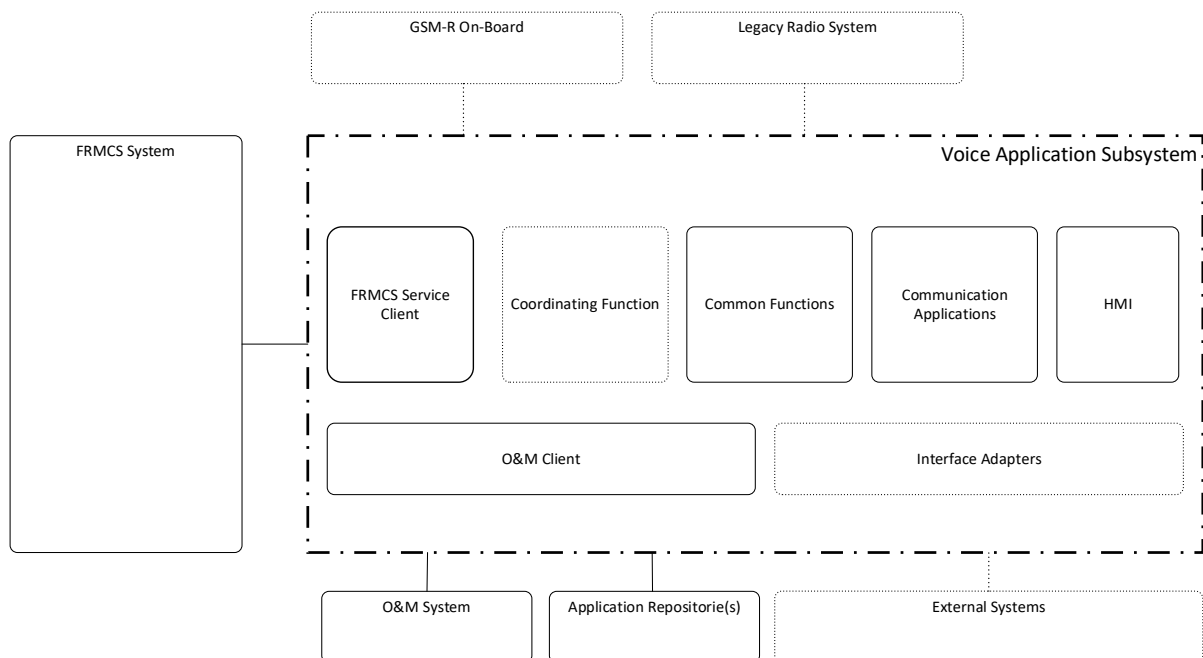 GSM-R On-Board
Legacy Radio System
FRMCS System
Voice Application Subsystem
FRMCS Service
Client
Coordinating Function
Common Functions
Communication
Applications
HMI
O&M Client
Interface Adapters
O&M System
Application Repositorie(s)
External Systems